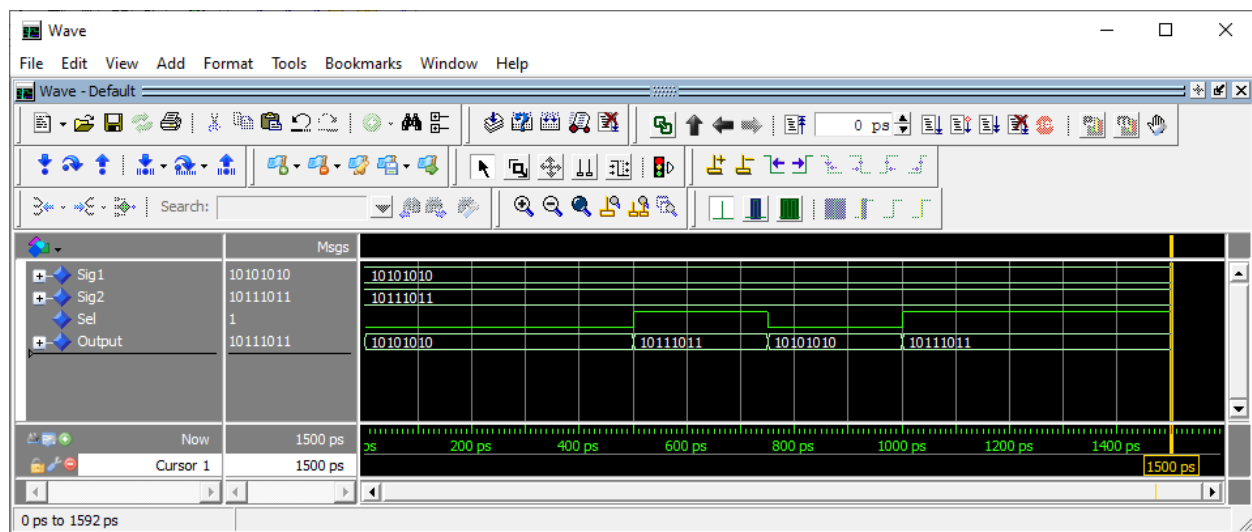 Wave
File Edit View Add Format Tools Bookmarks Window Help
Wave - Default
0 ps
Search:
Msgs
Sig1 10101010 10101010
Sig2 10111011 10111011
Sel 1
Output 10111011 10101010 10111011 10101010 10111011
Now 1500 ps ps 200 ps 400 ps 600 ps 800 ps 1000 ps 1200 ps 1400 ps
Cursor 1 1500 ps 1500 ps
0 ps to 1592 ps